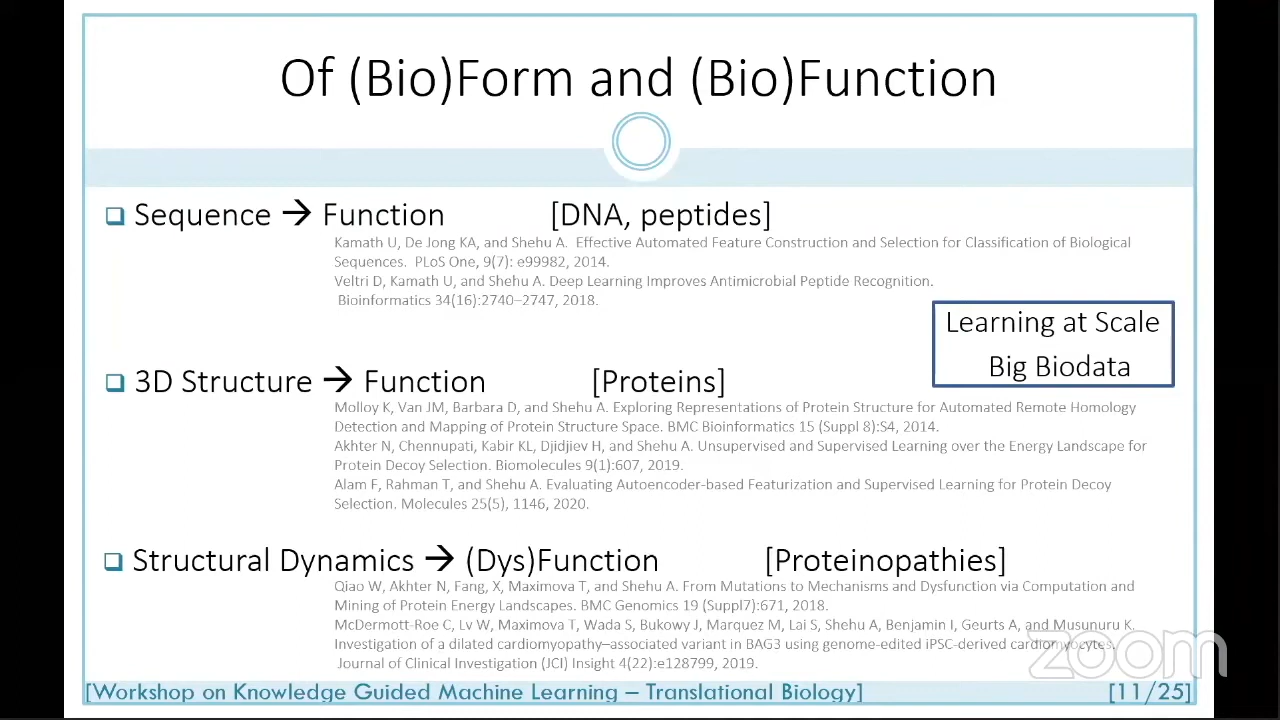 Of (Bio)Form and (Bio)Function
Sequence → Function [DNA, peptides]
Kamath U, De Jong KA, and Shehu A. Effective Automated Feature Construction and Selection for Classification of Biological
Sequences. PLoS One, 9(7): e99982, 2014.
Veltri D, Kamath U, and Shehu A. Deep Learning Improves Antimicrobial Peptide Recognition.
Bioinformatics 34(16):2740–2747, 2018.
Learning at Scale
Big Biodata
3D Structure → Function [Proteins]
Molloy K, Van JM, Barbara D, and Shehu A. Exploring Representations of Protein Structure for Automated Remote Homology
Detection and Mapping of Protein Structure Space. BMC Bioinformatics 15 (Suppl 8):S4, 2014.
Akhter N, Chennupati, Kabir KL, Djidjiev H, and Shehu A. Unsupervised and Supervised Learning over the Energy Landscape for
Protein Decoy Selection. Biomolecules 9(1):607, 2019.
Alam F, Rahman T, and Shehu A. Evaluating Autoencoder-based Featurization and Supervised Learning for Protein Decoy
Selection. Molecules 25(5), 1146, 2020.
Structural Dynamics → (Dys)Function [Proteinopathies]
Qiao W, Akhter N, Fang, X, Maximova T, and Shehu A. From Mutations to Mechanisms and Dysfunction via Computation and
Mining of Protein Energy Landscapes. BMC Genomics 19 (Suppl7):671, 2018.
McDermott-Roe C, Lv W, Maximova T, Wada S, Bukowy J, Marquez M, Lai S, Shehu A, Benjamin I, Geurts A, and Musunuru K.
Investigation of a dilated cardiomyopathy–associated variant in BAG3 using genome-edited iPSC-derived cardiomyocytes.
Journal of Clinical Investigation (JCI) Insight 4(22):e128799, 2019.
zoom
[Workshop on Knowledge Guided Machine Learning – Translational Biology] [11/25]